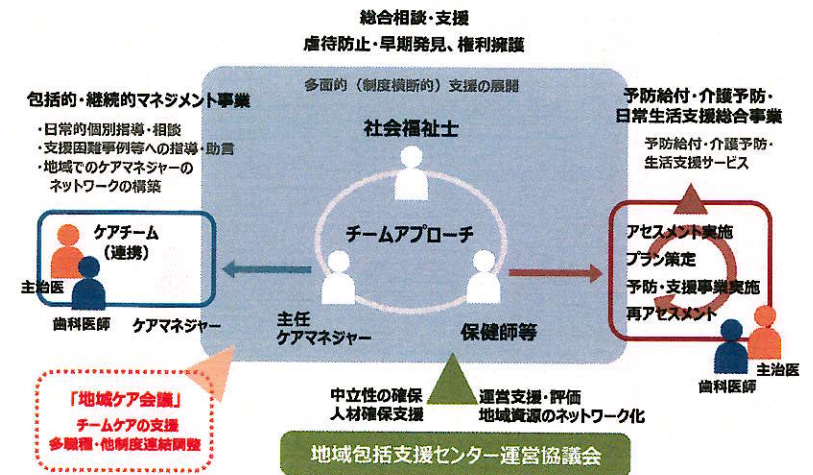 総合相談・支援
虐待防止・早期発見、権利擁護
多面的（制度横断的）支援の展開
社会福祉士
チームアプローチ
主任
ケアマネジャー
保健師等
包括的・継続的マネジメント事業
・日常的個別指導・相談
・支援困難事例等への指導・助言
・地域でのケアマネジャーの
ネットワークの構築
ケアチーム
（連携）
主治医
歯科医師
ケアマネジャー
予防給付・介護予防・
日常生活支援総合事業
予防給付・介護予防・
生活支援サービス
アセスメント実施
プラン策定
予防・支援事業実施
再アセスメント
主治医
歯科医師
「地域ケア会議」
チームケアの支援
多職種・他制度連結調整
中立性の確保
人材確保支援
運営支援・評価
地域資源のネットワーク化
地域包括支援センター運営協議会